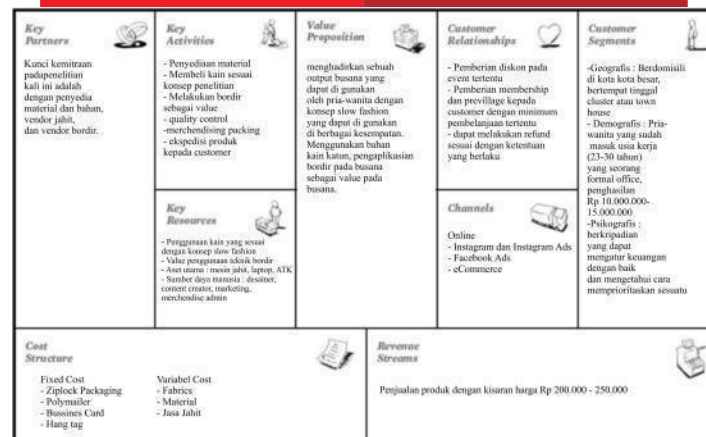 Key
Partners
Kunci kemitraan
padapenelitian
kali ini adalah
dengan penyedia
material dan bahan,
vendor jahit,
dan vendor bordir.
Key
Activities
- Penyediaan material
- Membeli kain sesuai
konsep penelitian
- Melakukan bordir
sebagai value
- quality control
-merchendising packing
- ekspedisi produk
kepada customer
Key
Resources
- Penggunaan kain yang sesuai
dengan konsep slow fashion
- Value penggunaan teknik bordir
- Aset utama : mesin jahit, laptop, ATK
- Sumber daya manusia : desainer,
content creator, marketing,
merchendise admin
Value
Proposition
menghadirkan sebuah
output busana yang
dapat di gunakan
oleh pria-wanita dengan
konsep slow fashion
yang dapat di gunakan
di berbagai kesempatan.
Menggunakan bahan
kain katun, pengaplikasian
bordir pada busana
sebagai value pada
busana.
Customer
Relationships
- Pemberian diskon pada
event tertentu
- Pemberian membership
dan previllage kepada
customer dengan minimum
pembelanjaan tertentu
- dapat melakukan refund
sesuai dengan ketentuan
yang berlaku
Channels
Online
- Instagram dan Instagram Ads
- Facebook Ads
- eCommerce
Customer
Segments
-Geografis : Berdomisili
di kota kota besar,
bertempat tinggal
cluster atau town
house
- Demografis : Pria-
wanita yang sudah
masuk usia kerja
(23-30 tahun)
yang seorang
formal office,
penghasilan
Rp 10.000.000-
15.000.000
-Psikografis :
berkripadian
yang dapat
mengatur keuangan
dengan baik
dan mengetahui cara
memprioritaskan sesuatu
Cost
Structure
Fixed Cost
- Ziplock Packaging
- Polymailer
- Bussines Card
- Hang tag
Variabel Cost
- Fabrics
- Material
- Jasa Jahit
Revenue
Streams
Penjualan produk dengan kisaran harga Rp 200.000 - 250.000